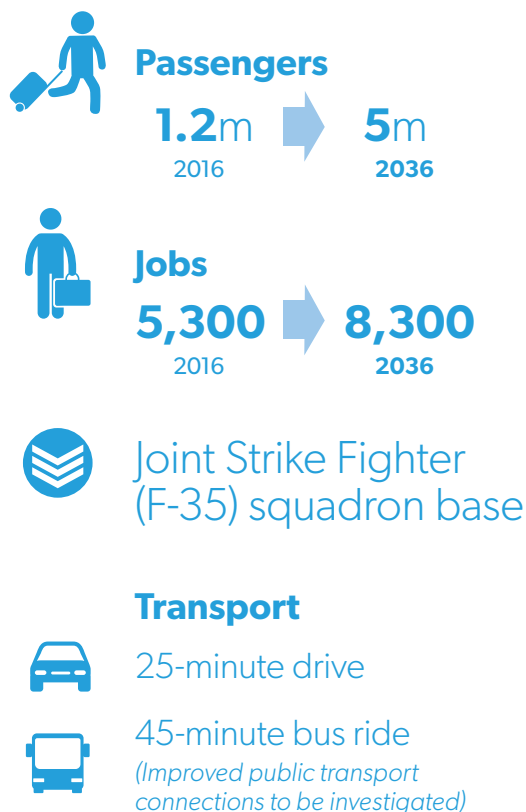 Passengers
1.2m 5m
2016 2036
Jobs
5,300 8,300
2016 2036
Joint Strike Fighter
(F-35) squadron base
Transport
25-minute drive
45-minute bus ride
(Improved public transport
connections to be investigated)